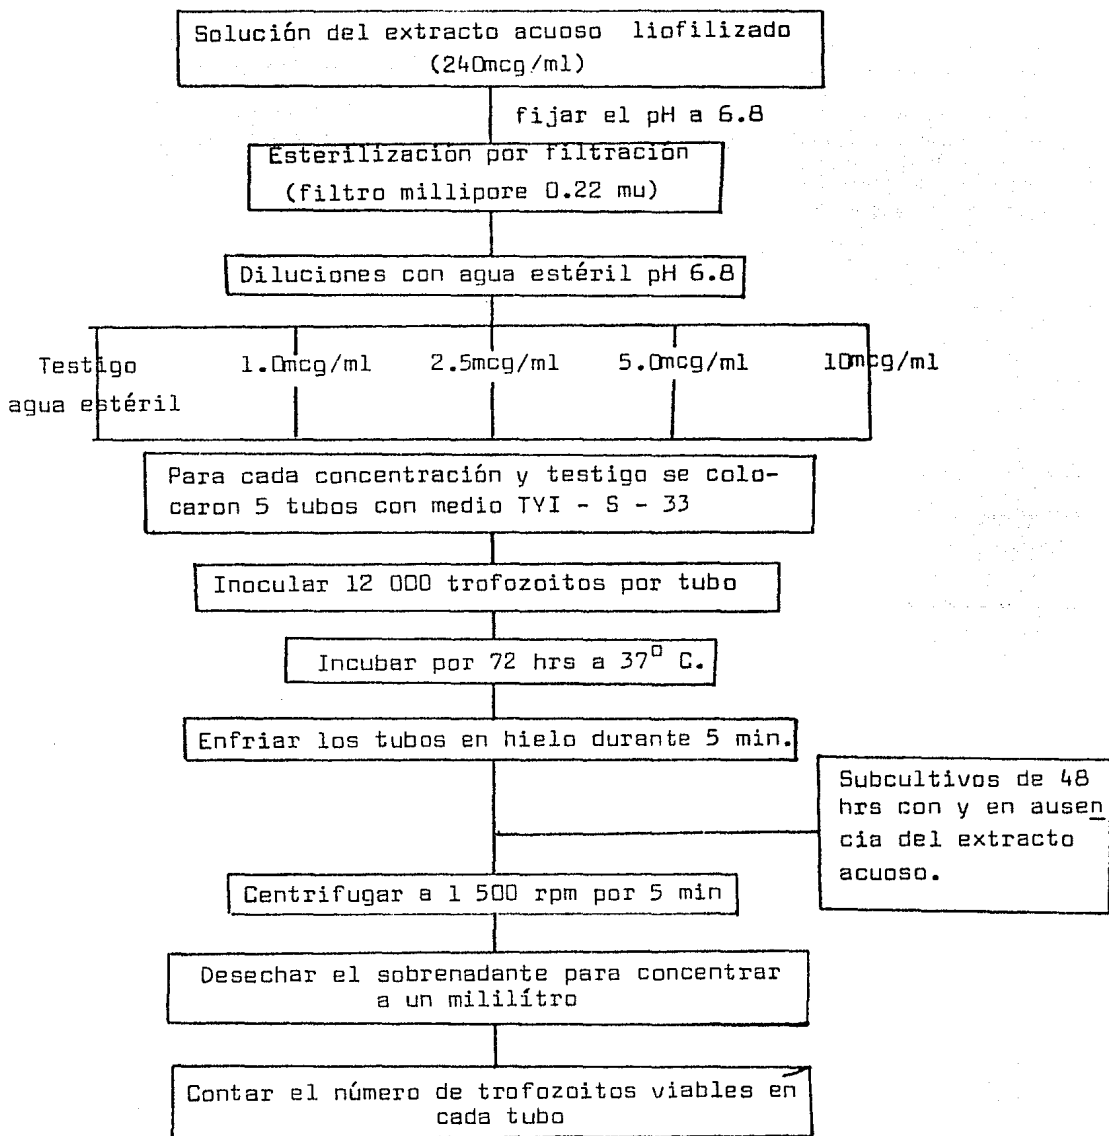 Solución del extracto acuoso liofilizado
(240mcg/ml)
fijar el pH a 6.8
Esterilización por filtración
(filtro millipore 0.22 mu)
Diluciones con agua estéril pH 6.8
Testigo 1.0mcg/ml 2.5mcg/ml 5.0mcg/ml 10mcg/ml
agua estéril
Para cada concentración y testigo se colo-
caron 5 tubos con medio TYI - S - 33
Inocular 12 000 trofozoitos por tubo
Incubar por 72 hrs a 37° C.
Enfriar los tubos en hielo durante 5 min.
Subcultivos de 48
hrs con y en ausen
cia del extracto
acuoso.
Centrifugar a 1 500 rpm por 5 min
Desechar el sobrenadante para concentrar
a un mililítro
Contar el número de trofozoitos viables en
cada tubo